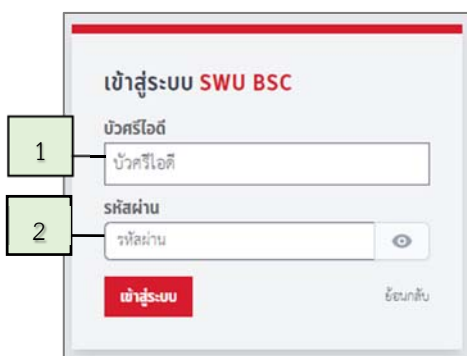 เข้าสู่ระบบ SWU BSC
บัวศรีไอดี
1
บัวศรีไอดี
รหัสผ่าน
2
รหัสผ่าน
เข้าสู่ระบบ
ย้อนกลับ